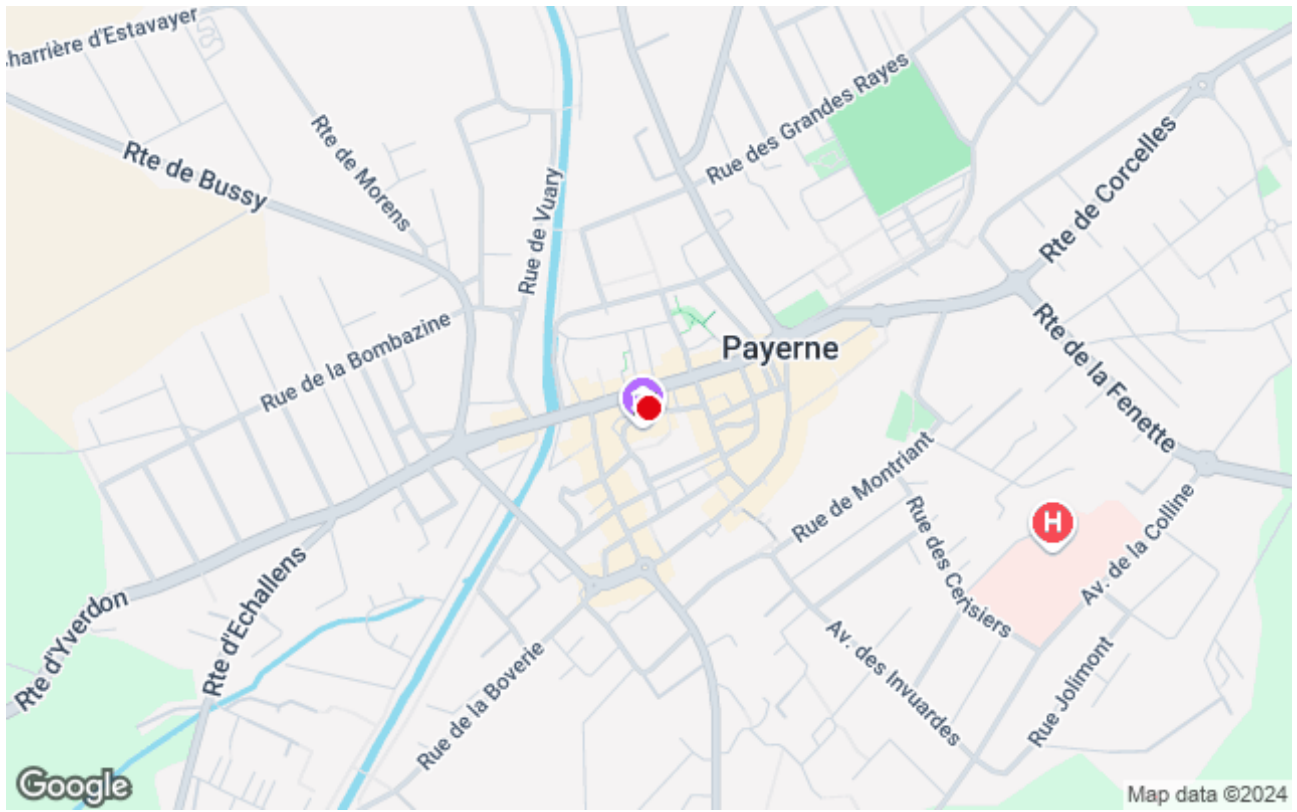 harrière d'Estavayer
Rte de Bussy
Rte de Morens
Rue de Vuary
Rue des Grandes Rayes
Rte de Corcelles
Rue de la Bombazine
Payerne
Rte de la Fenette
Rue de Montriant
Rue des Cerisiers
H
Av. de la Colline
Rte d'Yverdon
Rte d'Echallens
Rue de la Boverie
Av. des Invuardes
Rue Jolimont
Google
Map data ©2024